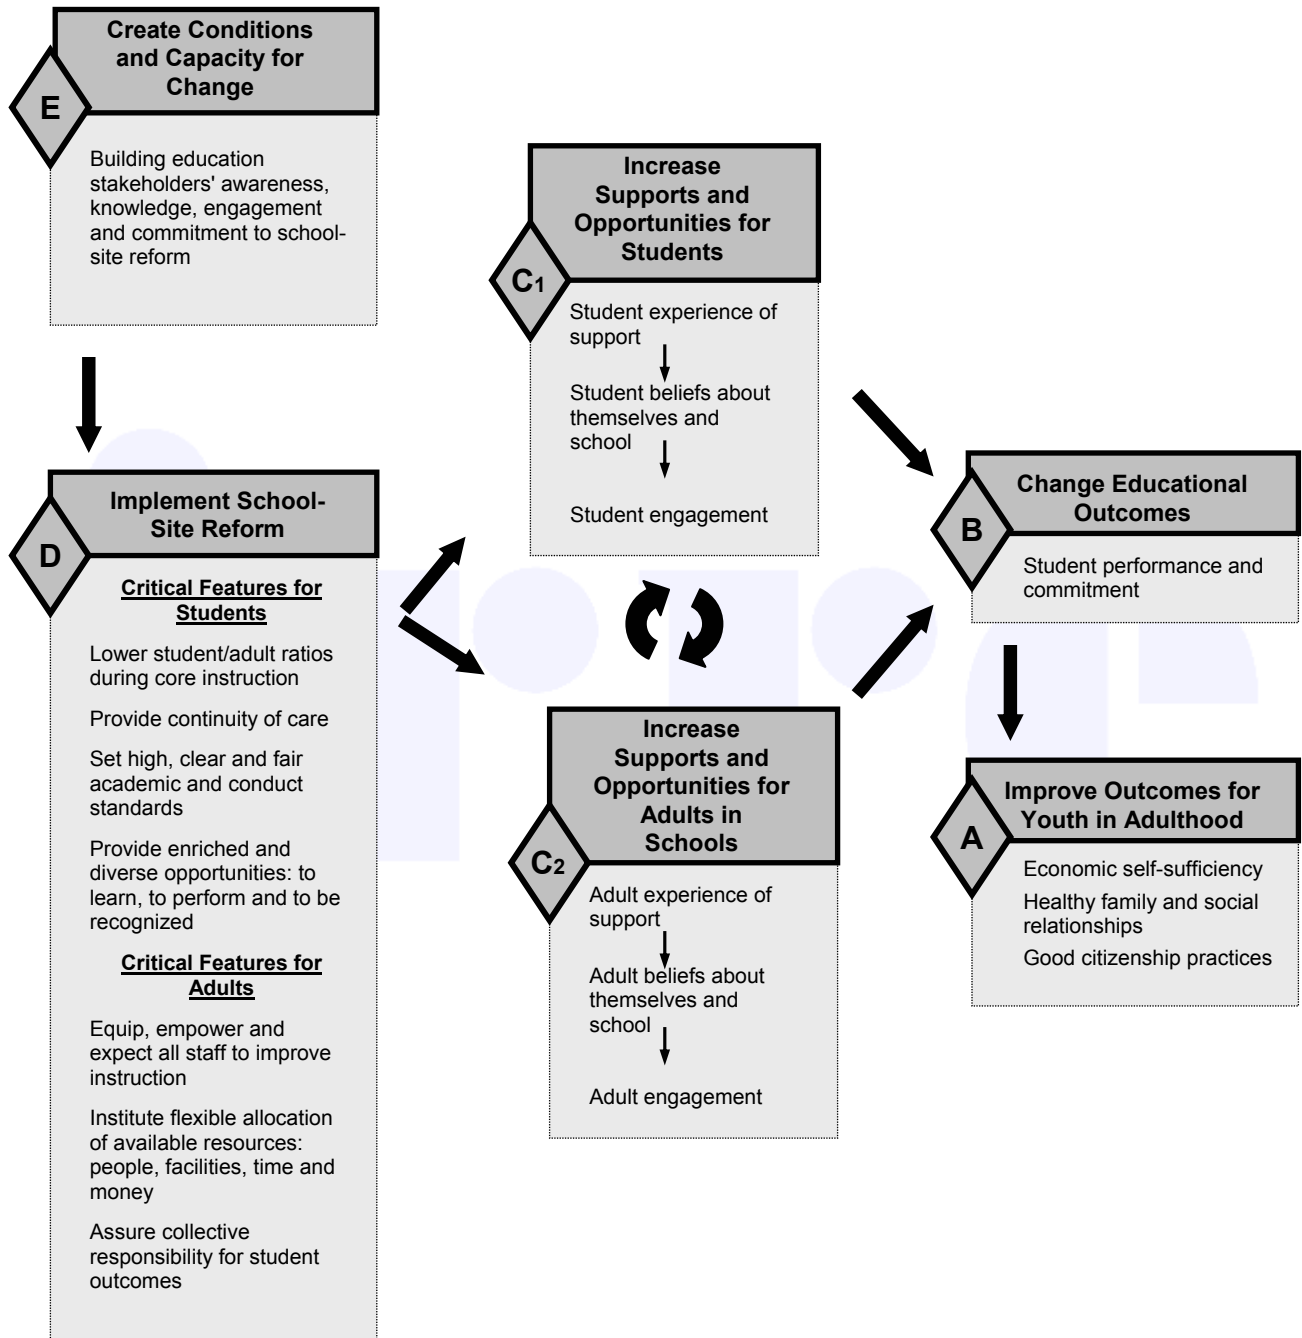 Create Conditions
and Capacity for
Change
E
Building education
stakeholders' awareness,
knowledge, engagement
and commitment to school-
site reform
Implement School-
Site Reform
D
Critical Features for
Students
Lower student/adult ratios
during core instruction
Provide continuity of care
Set high, clear and fair
academic and conduct
standards
Provide enriched and
diverse opportunities: to
learn, to perform and to be
recognized
Critical Features for
Adults
Equip, empower and
expect all staff to improve
instruction
Institute flexible allocation
of available resources:
people, facilities, time and
money
Assure collective
responsibility for student
outcomes
Increase
Supports and
Opportunities for
Students
C1
Student experience of
support
Student beliefs about
themselves and
school
Student engagement
Increase
Supports and
Opportunities for
Adults in
Schools
C2
Adult experience of
support
Adult beliefs about
themselves and
school
Adult engagement
Change Educational
Outcomes
B
Student performance and
commitment
Improve Outcomes for
Youth in Adulthood
A
Economic self-sufficiency
Healthy family and social
relationships
Good citizenship practices